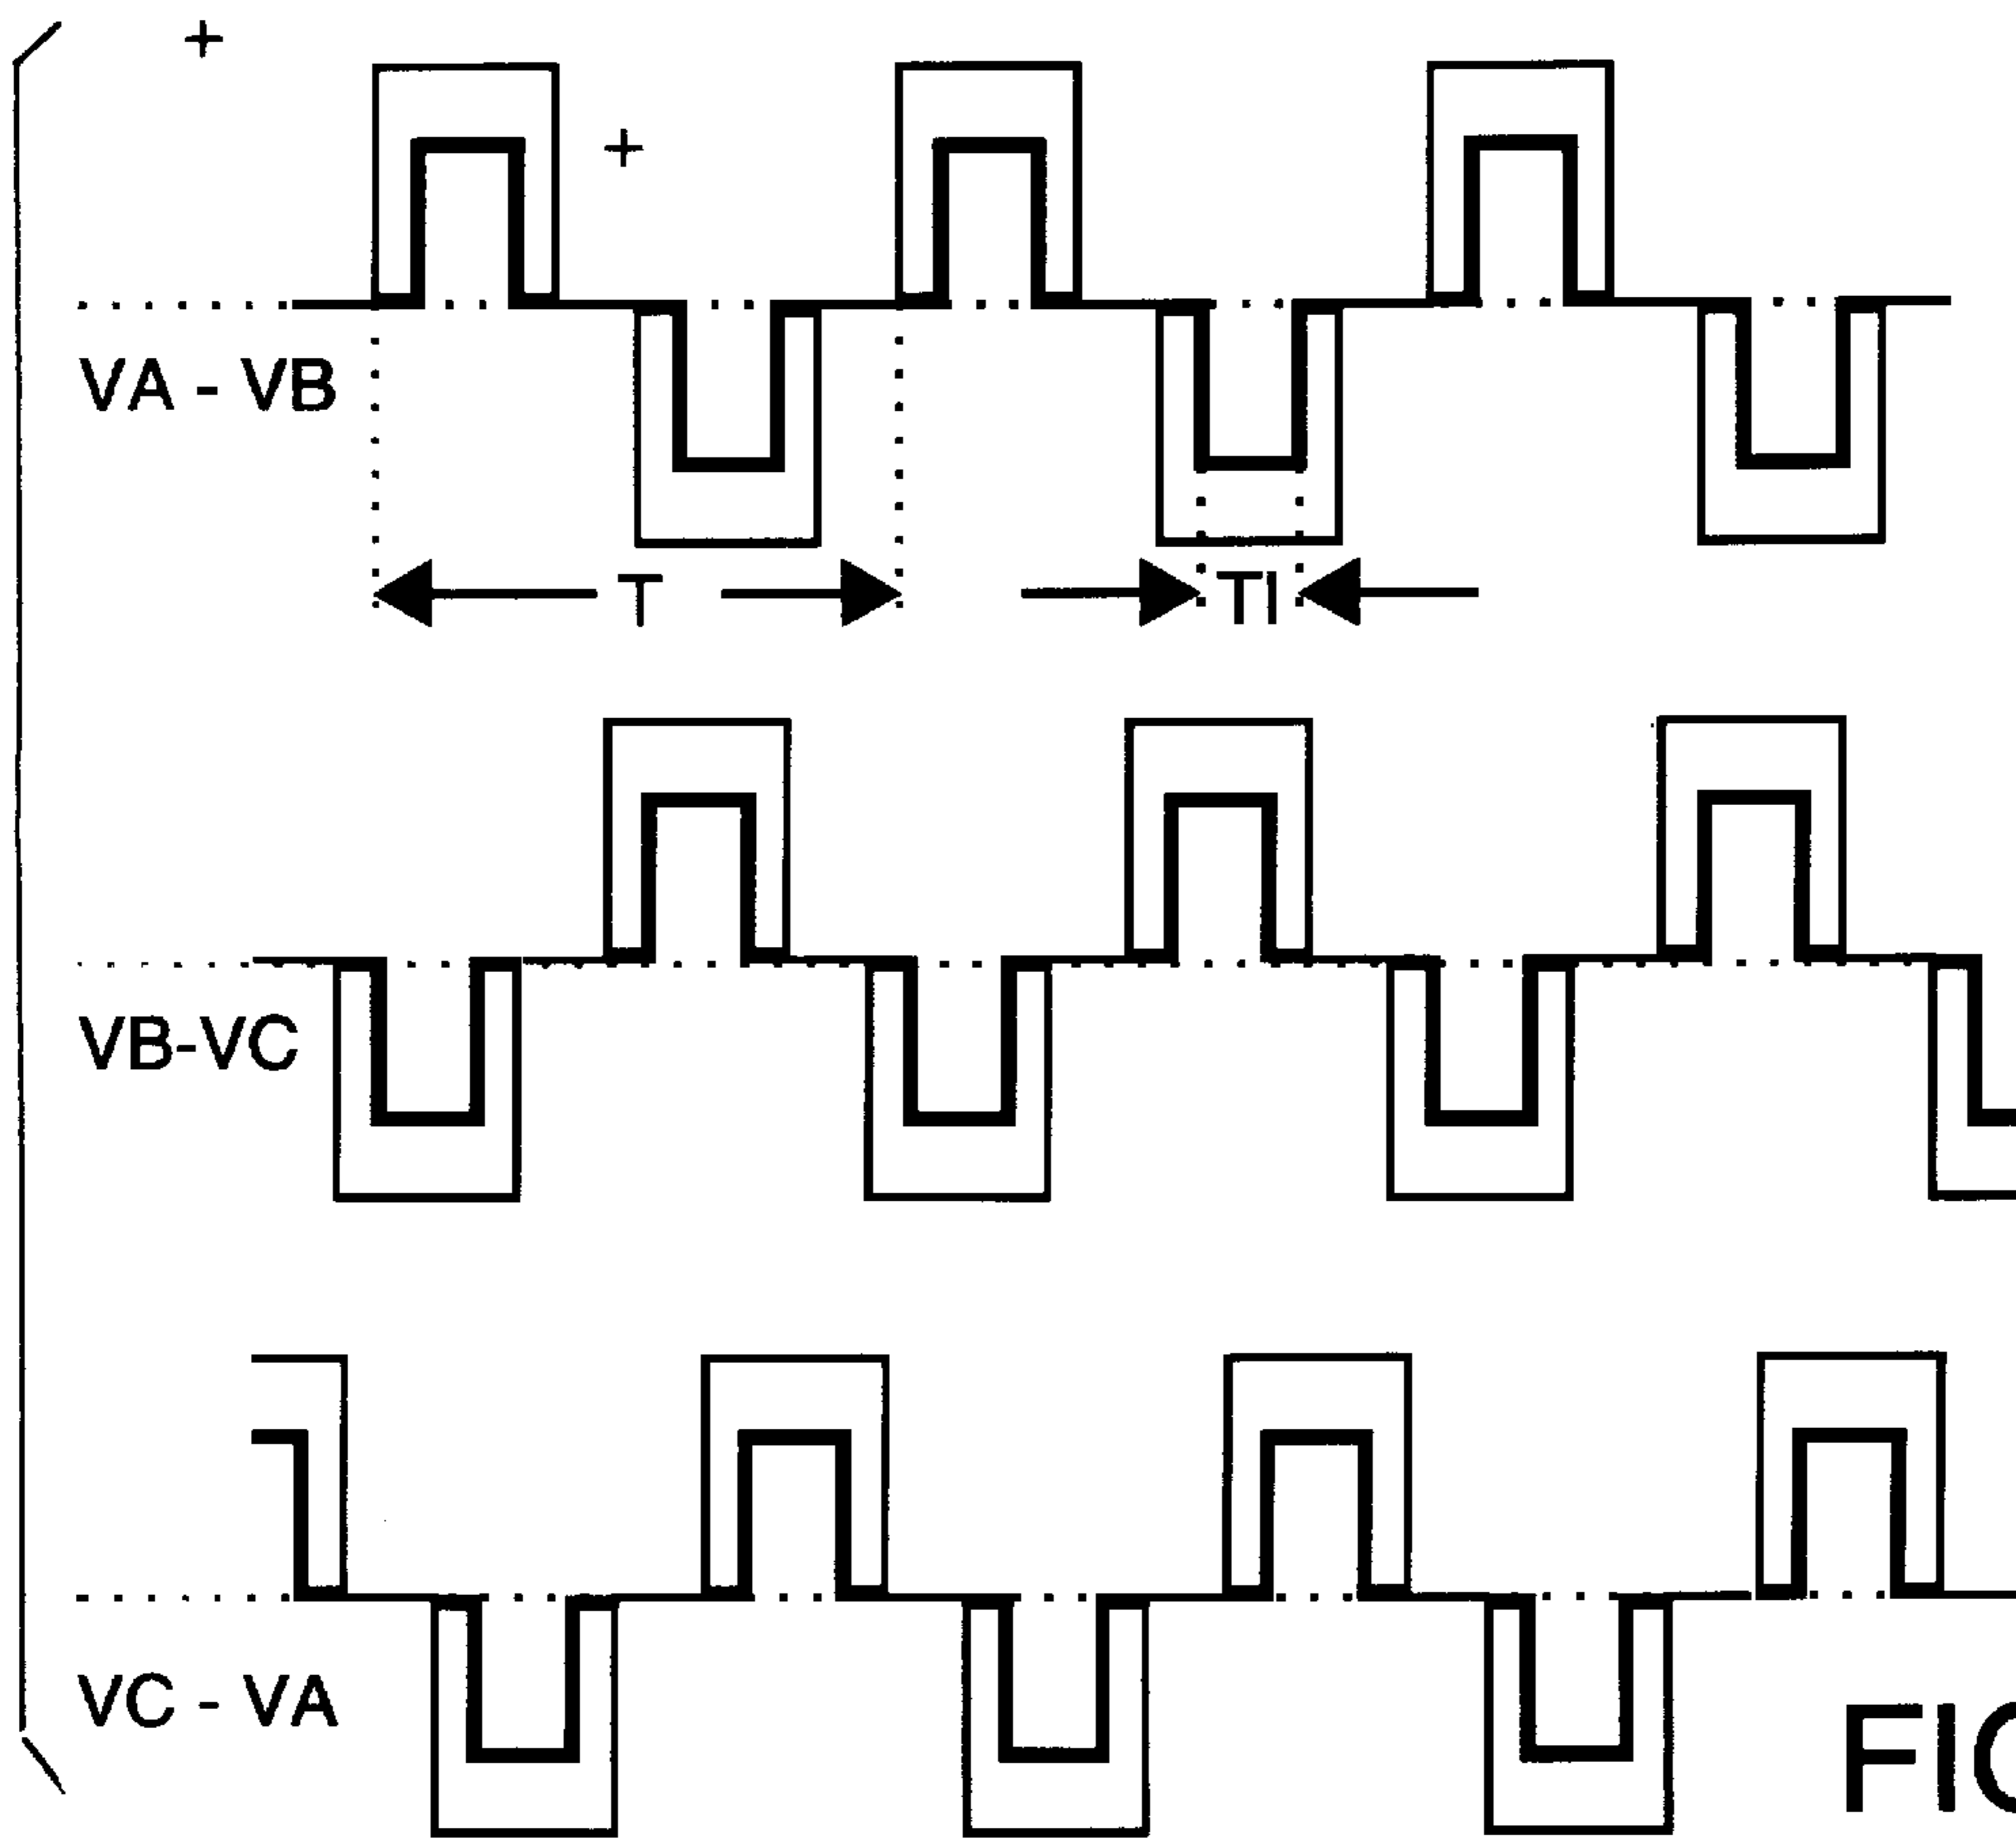 +
+
VA - VB
T
TI
VB-VC
VC - VA
FIG